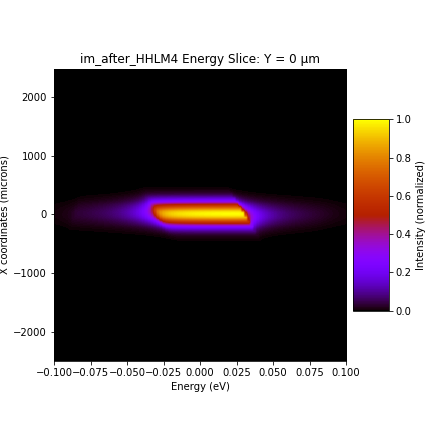 im_after_HHLM4 Energy Slice: Y = 0 μm
2000
1000
0
−1000
−2000
X coordinates (microns)
−0.100−0.075−0.050−0.025 0.000 0.025 0.050 0.075 0.100
Energy (eV)
1.0
0.8
0.6
0.4
0.2
0.0
Intensity (normalized)